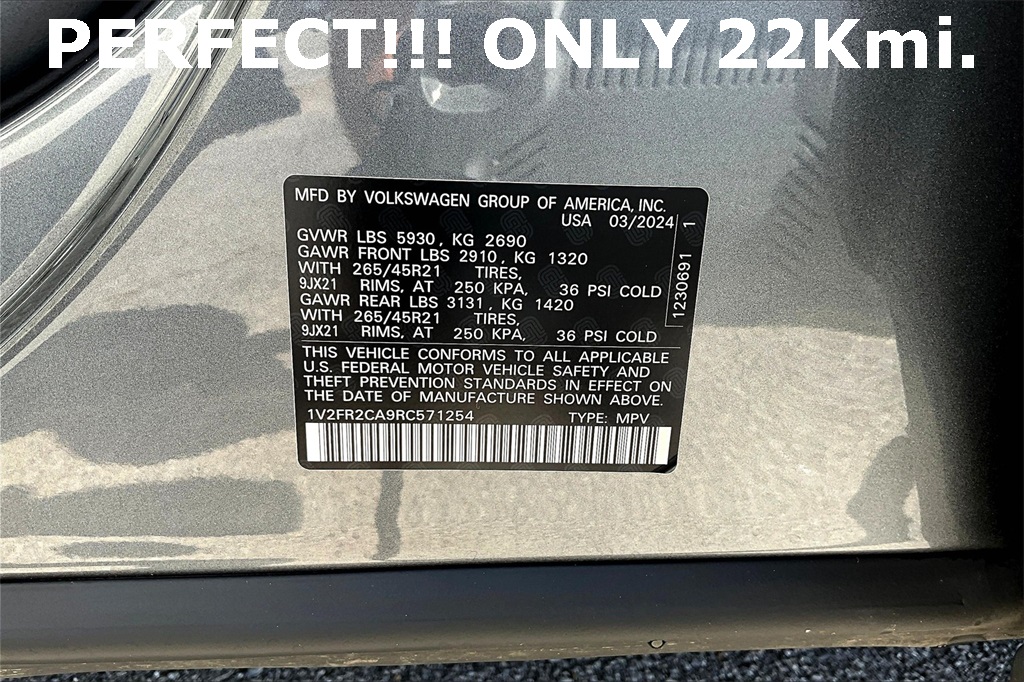 PERFECT!!! ONLY 22Kmi.
MFD BY VOLKSWAGEN GROUP OF AMERICA, INC.
USA 03/2024
GVWR LBS 5930, KG 2690
GAWR FRONT LBS 2910, KG 1320
WITH 265/45R21 TIRES,
9JX21 RIMS, AT 250 KPA, 36 PSI COLD
GAWR REAR LBS 3131, KG 1420
WITH 265/45R21 TIRES,
9JX21 RIMS, AT 250 KPA, 36 PSI COLD
1230691 1
THIS VEHICLE CONFORMS TO ALL APPLICABLE
U.S. FEDERAL MOTOR VEHICLE SAFETY AND
THEFT PREVENTION STANDARDS IN EFFECT ON
THE DATE OF MANUFACTURE SHOWN ABOVE.
1V2FR2CA9RC571254 TYPE: MPV